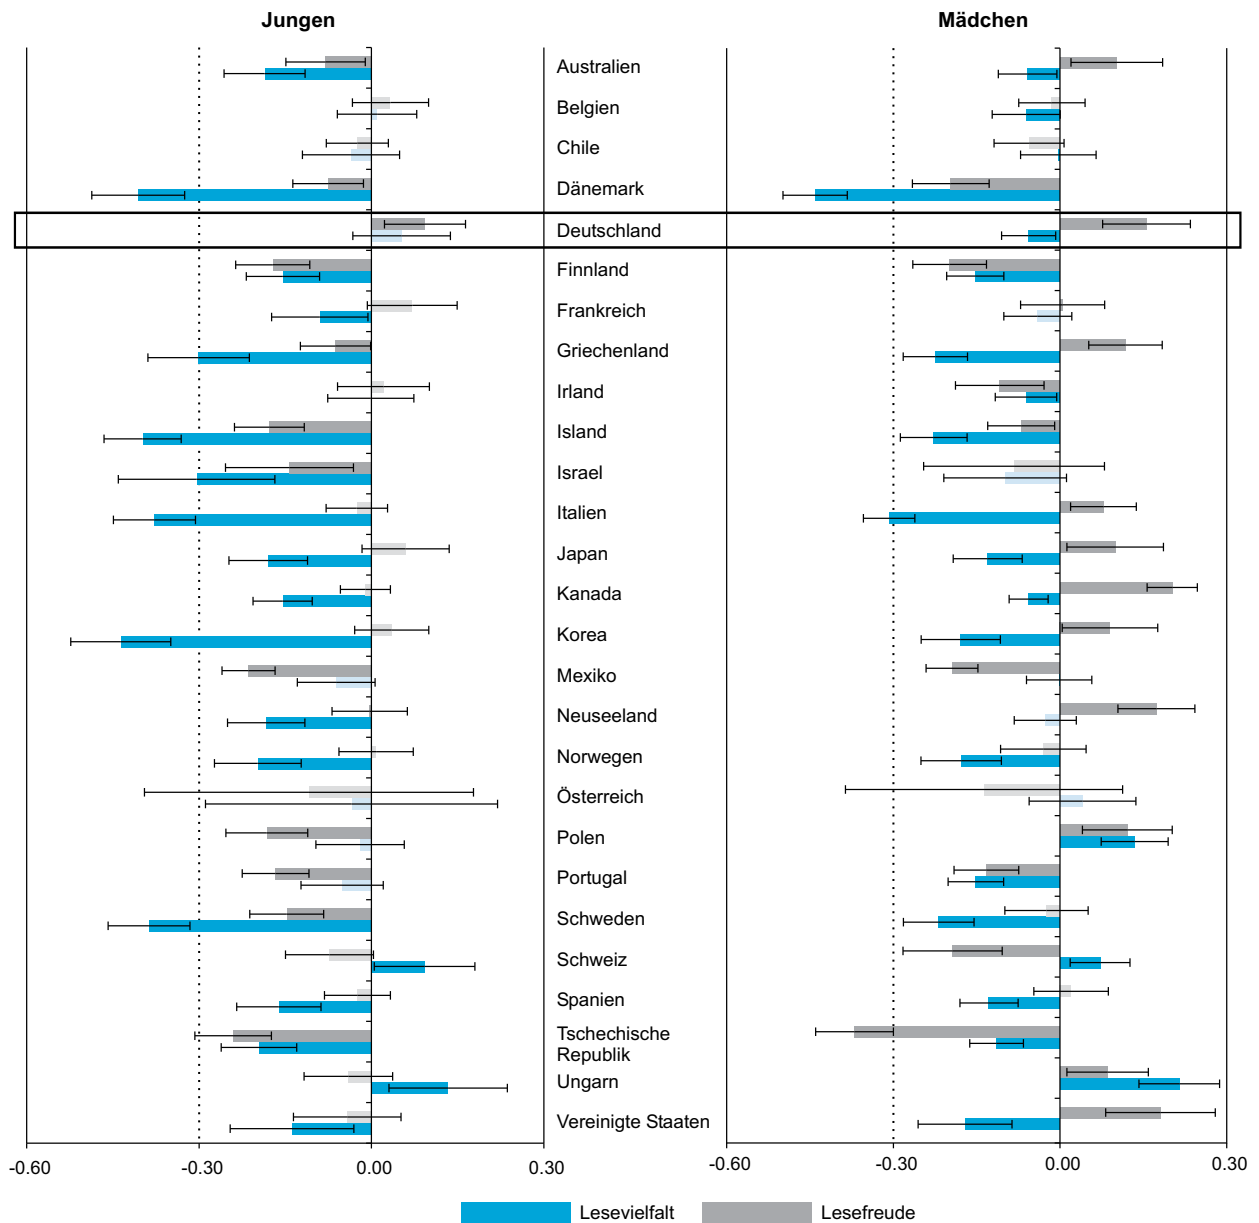 Jungen
Mädchen
Australien
Belgien
Chile
Dänemark
Deutschland
Finnland
Frankreich
Griechenland
Irland
Island
Israel
Italien
Japan
Kanada
Korea
Mexiko
Neuseeland
Norwegen
Österreich
Polen
Portugal
Schweden
Schweiz
Spanien
Tschechische
Republik
Ungarn
Vereinigte Staaten
-0.60 -0.30 0.00 0.30
-0.60 -0.30 0.00 0.30
Lesevielfalt
Lesefreude